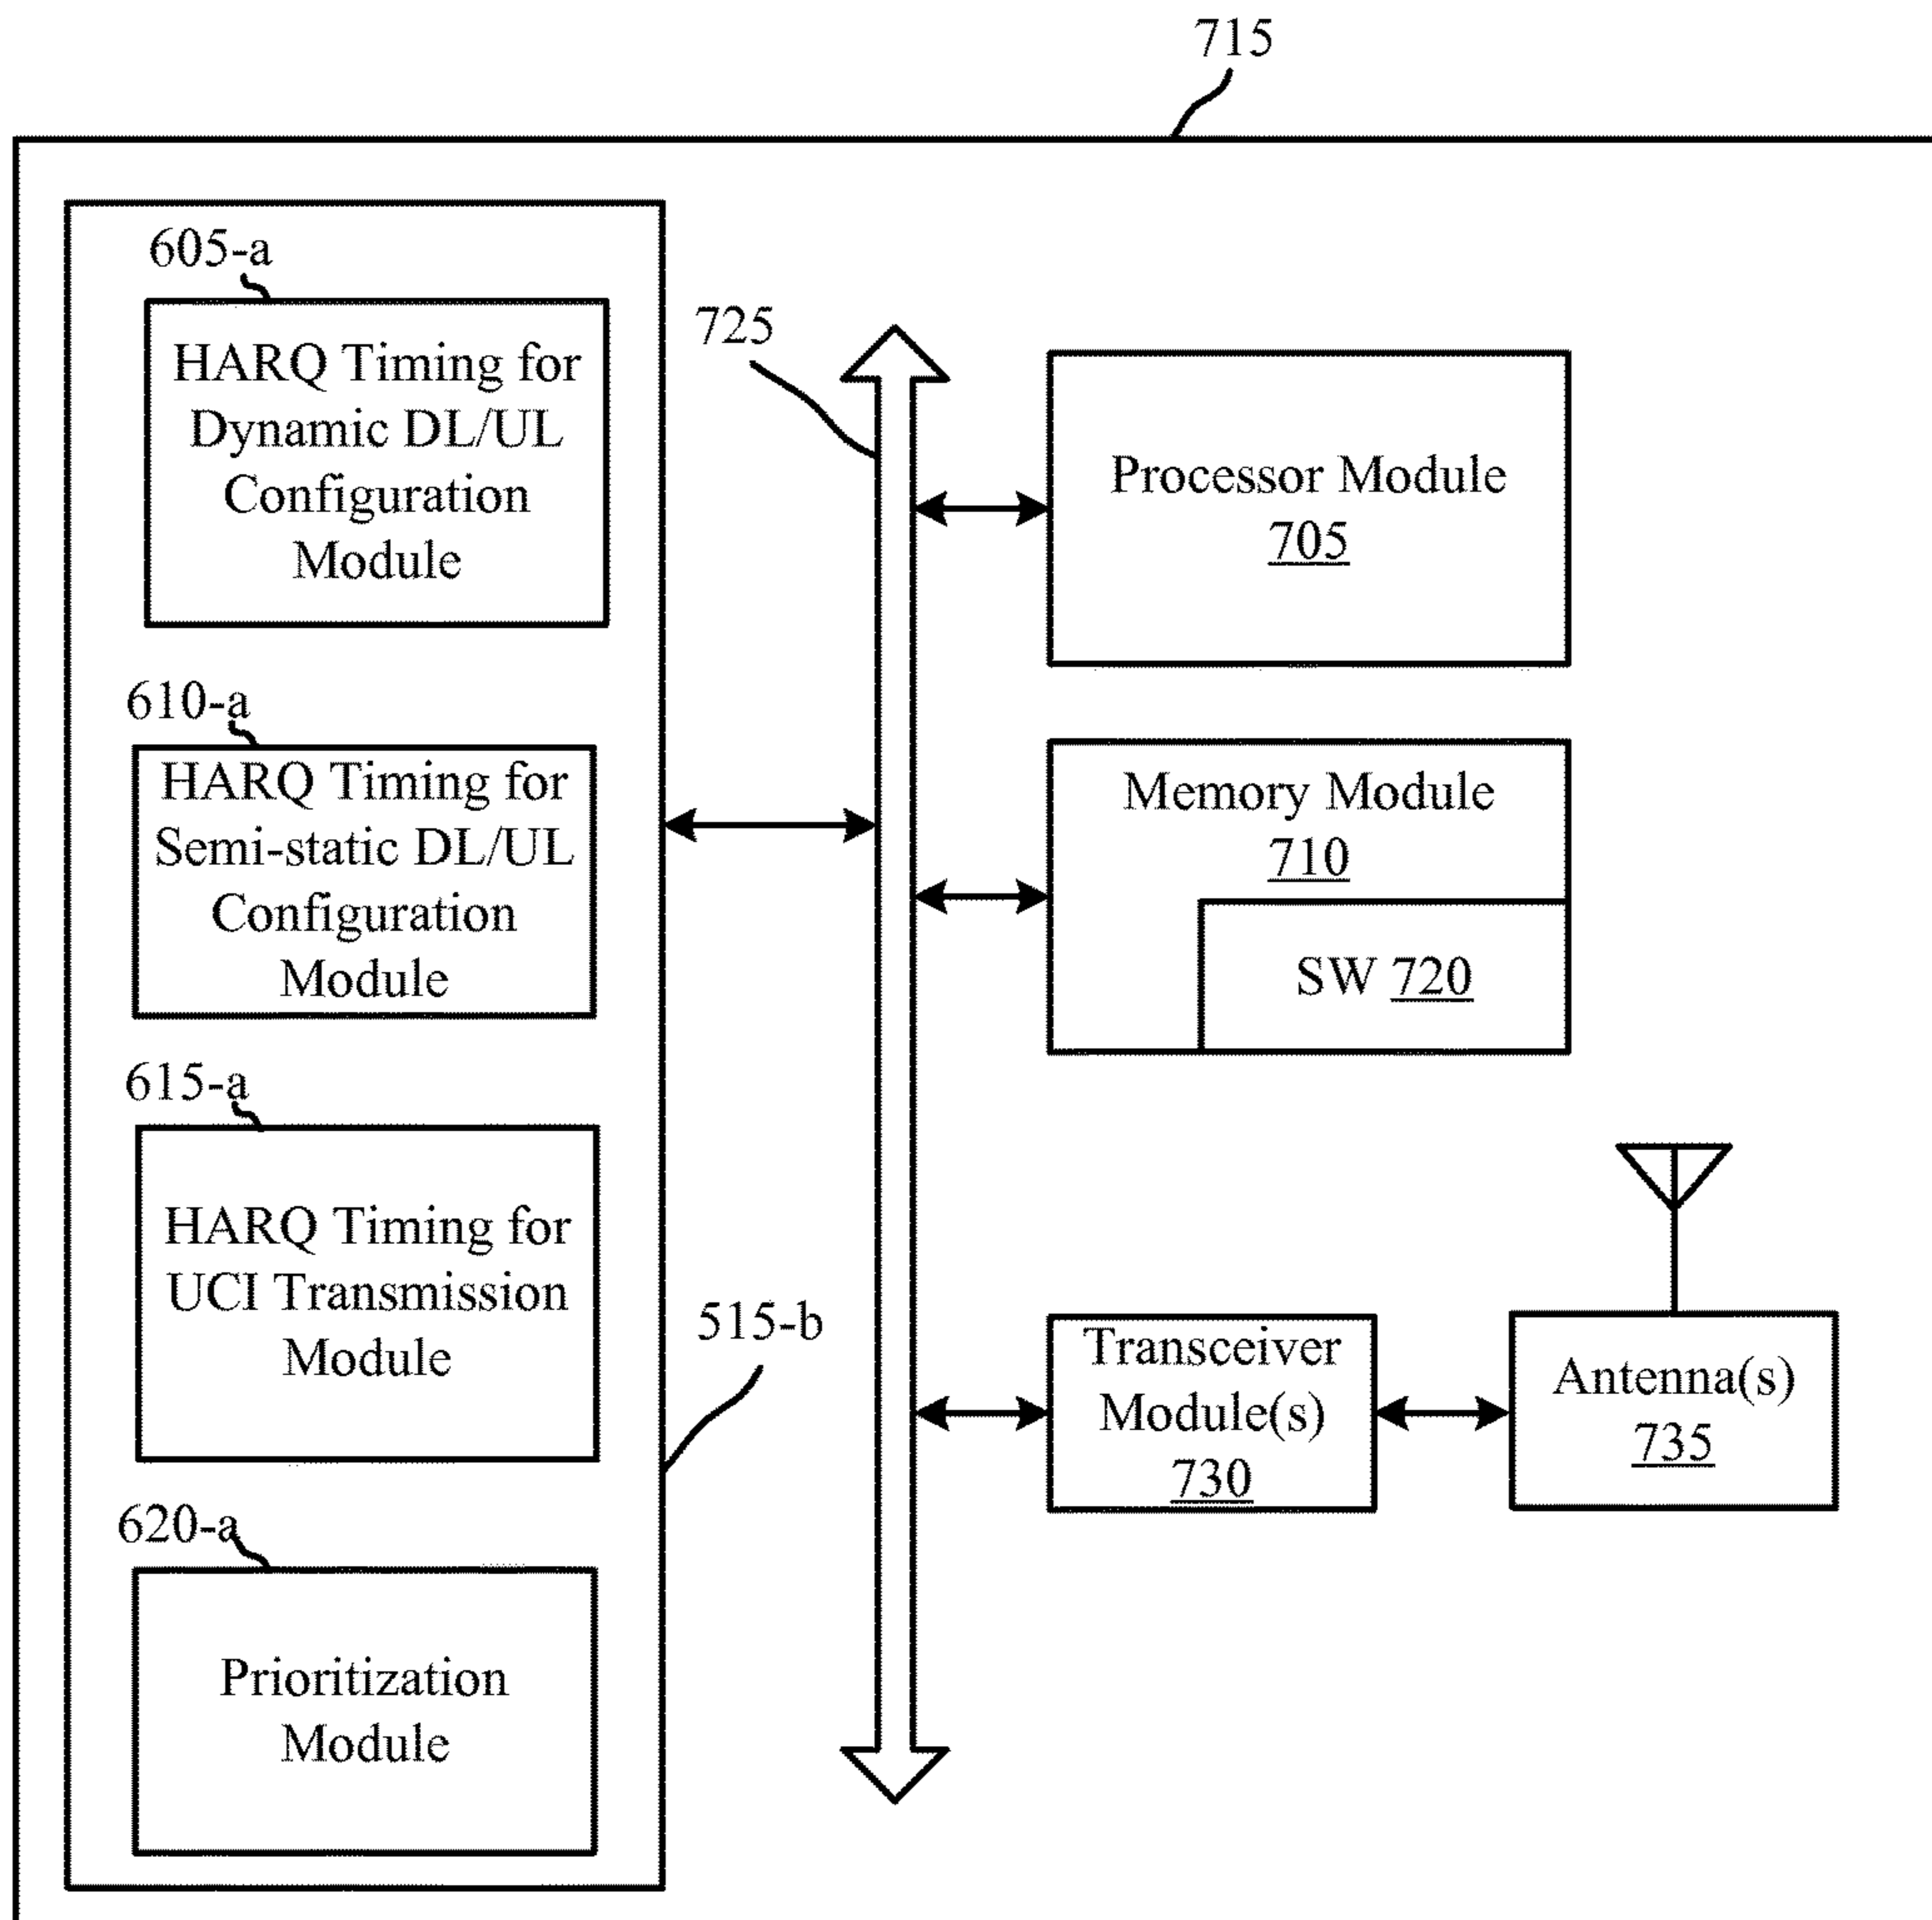 715
605-a
HARQ Timing for
Dynamic DL/UL
Configuration
Module
610-a
HARQ Timing for
Semi-static DL/UL
Configuration
Module
615-a
HARQ Timing for
UCI Transmission
Module
620-a
Prioritization
Module
515-b
725
Processor Module
705
Memory Module
710
SW 720
Transceiver
Module(s)
730
Antenna(s)
735